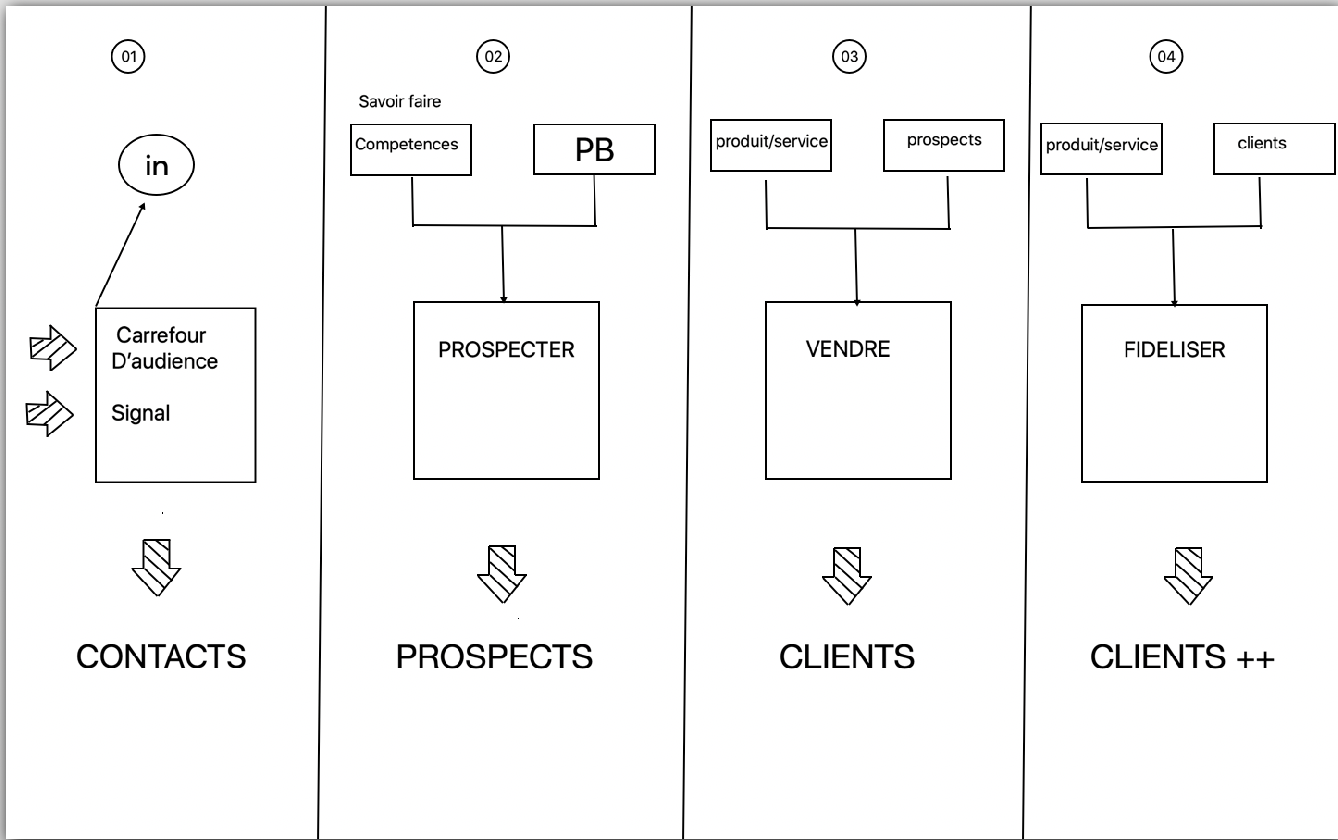 01
in
Carrefour
D'audience
Signal
CONTACTS
02
Savoir faire
Competences
PB
PROSPECTER
PROSPECTS
03
produit/service
prospects
VENDRE
CLIENTS
04
produit/service
clients
FIDELISER
CLIENTS ++